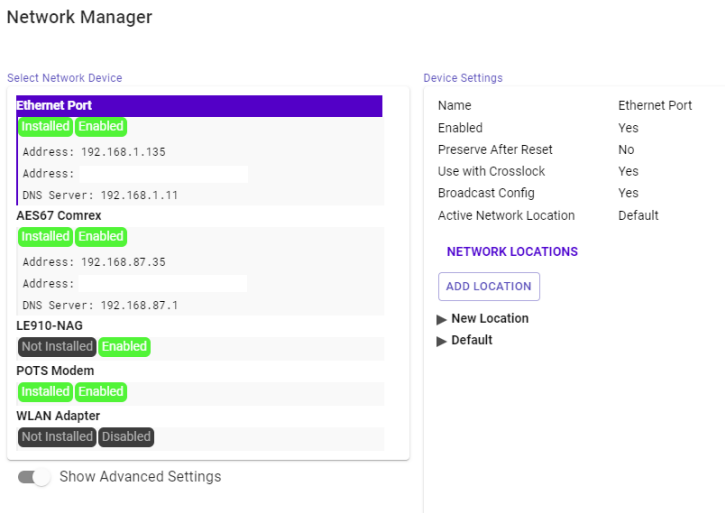 Network Manager
Select Network Device
Ethernet Port
Installed Enabled
Address: 192.168.1.135
Address:
DNS Server: 192.168.1.11
AES67 Comrex
Installed Enabled
Address: 192.168.87.35
Address:
DNS Server: 192.168.87.1
LE910-NAG
Not Installed Enabled
POTS Modem
Installed Enabled
WLAN Adapter
Not Installed Disabled
Show Advanced Settings
Device Settings
Name Ethernet Port
Enabled Yes
Preserve After Reset No
Use with Crosslock Yes
Broadcast Config Yes
Active Network Location Default
NETWORK LOCATIONS
ADD LOCATION
New Location
Default